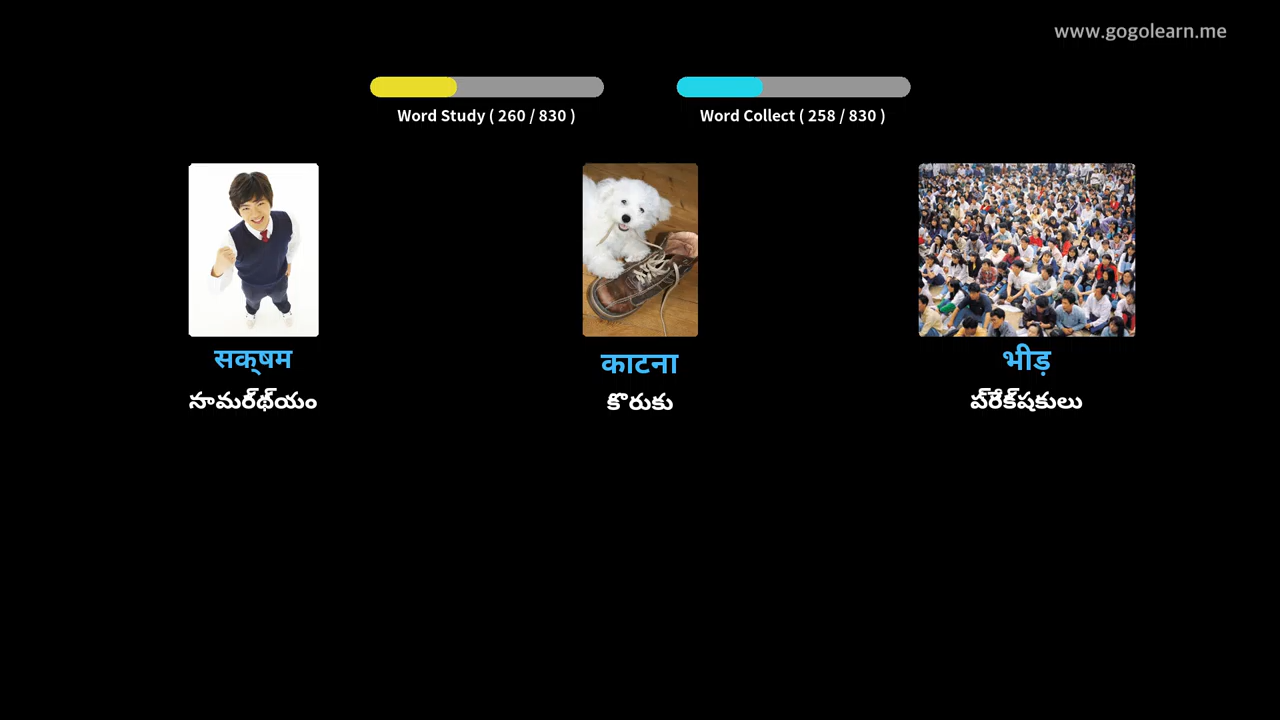 www.gogolearn.me
Word Study ( 260 / 830 )
Word Collect ( 258 / 830 )
सक्षम
काटना
भीड़
సామర్థ్యం
కొరుకు
ప్రేక్షకులు